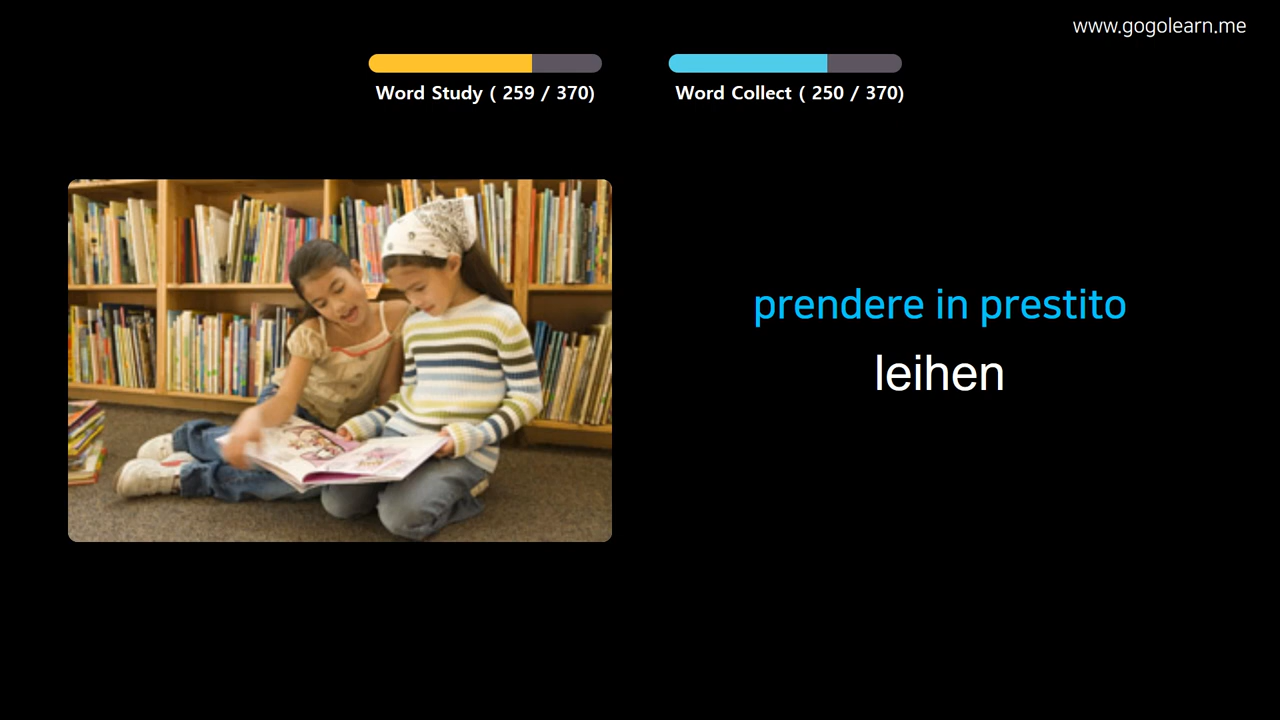 www.gogolearn.me
Word Study ( 259 / 370)
Word Collect ( 250 / 370)
prendere in prestito
leihen